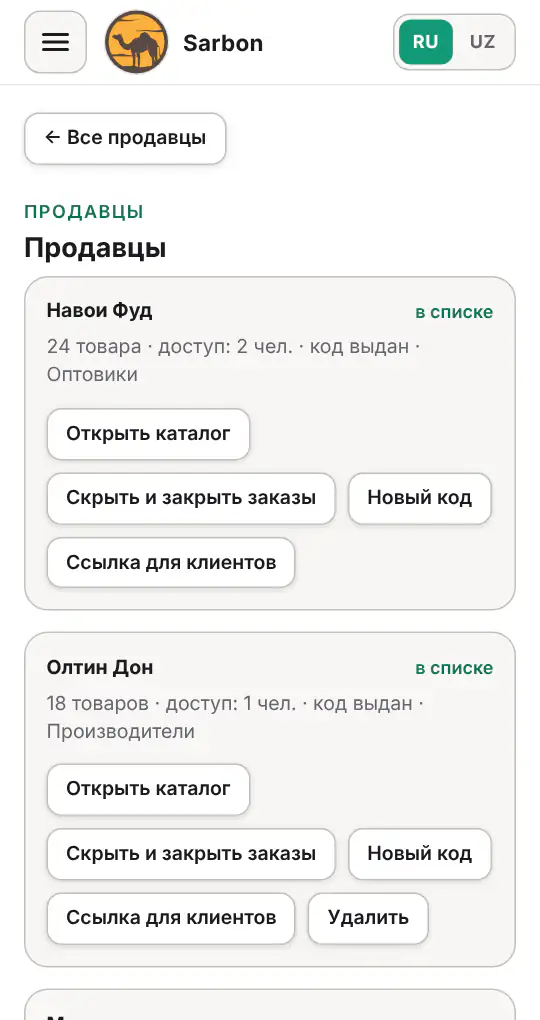 Sarbon
RU UZ
← Все продавцы
ПРОДАВЦЫ
Продавцы
Навои Фуд
в списке
24 товара · доступ: 2 чел. · код выдан ·
Оптовики
Открыть каталог
Скрыть и закрыть заказы
Новый код
Ссылка для клиентов
Олтин Дон
в списке
18 товаров · доступ: 1 чел. · код выдан ·
Производители
Открыть каталог
Скрыть и закрыть заказы
Новый код
Ссылка для клиентов
Удалить